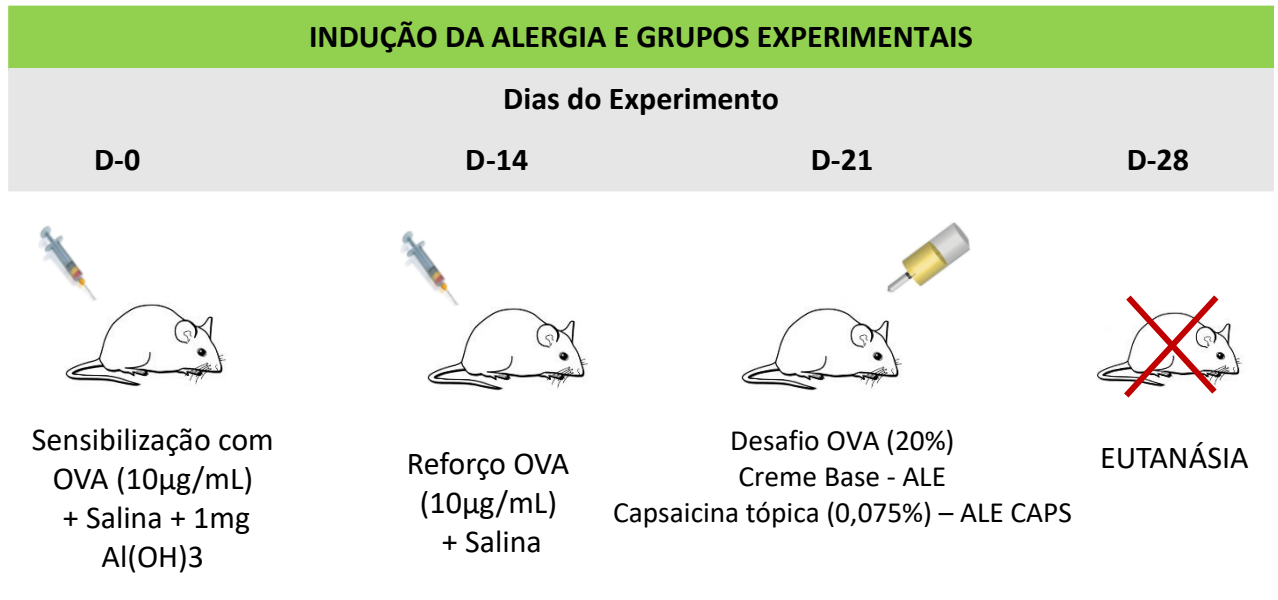 INDUÇÃO DA ALERGIA E GRUPOS EXPERIMENTAIS
Dias do Experimento
D-0
D-14
D-21
D-28
Sensibilização com
OVA (10µg/mL)
+ Salina + 1mg
Al(OH)3
Reforço OVA
(10µg/mL)
+ Salina
Desafio OVA (20%)
Creme Base - ALE
Capsaicina tópica (0,075%) – ALE CAPS
EUTANÁSIA